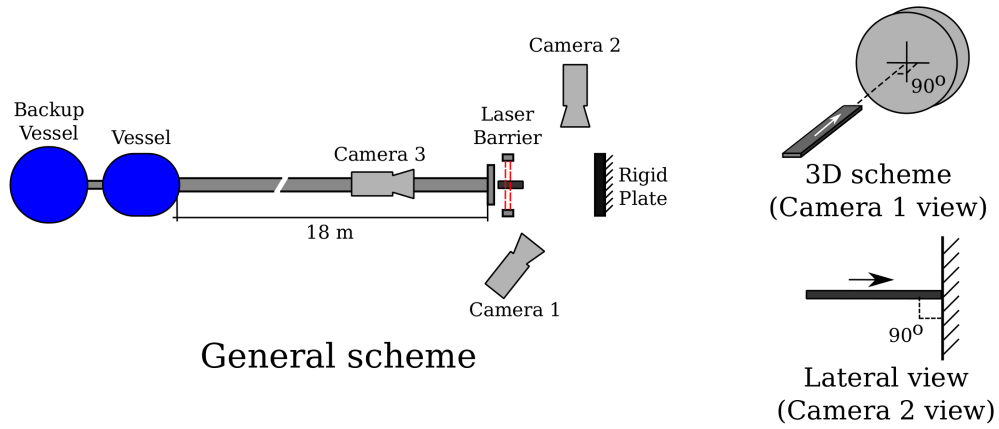 Camera 2
Backup
Vessel
Vessel
Laser
Barrier
Camera 3
Rigid
Plate
18 m
Camera 1
General scheme
90º
3D scheme
(Camera 1 view)
90º
Lateral view
(Camera 2 view)